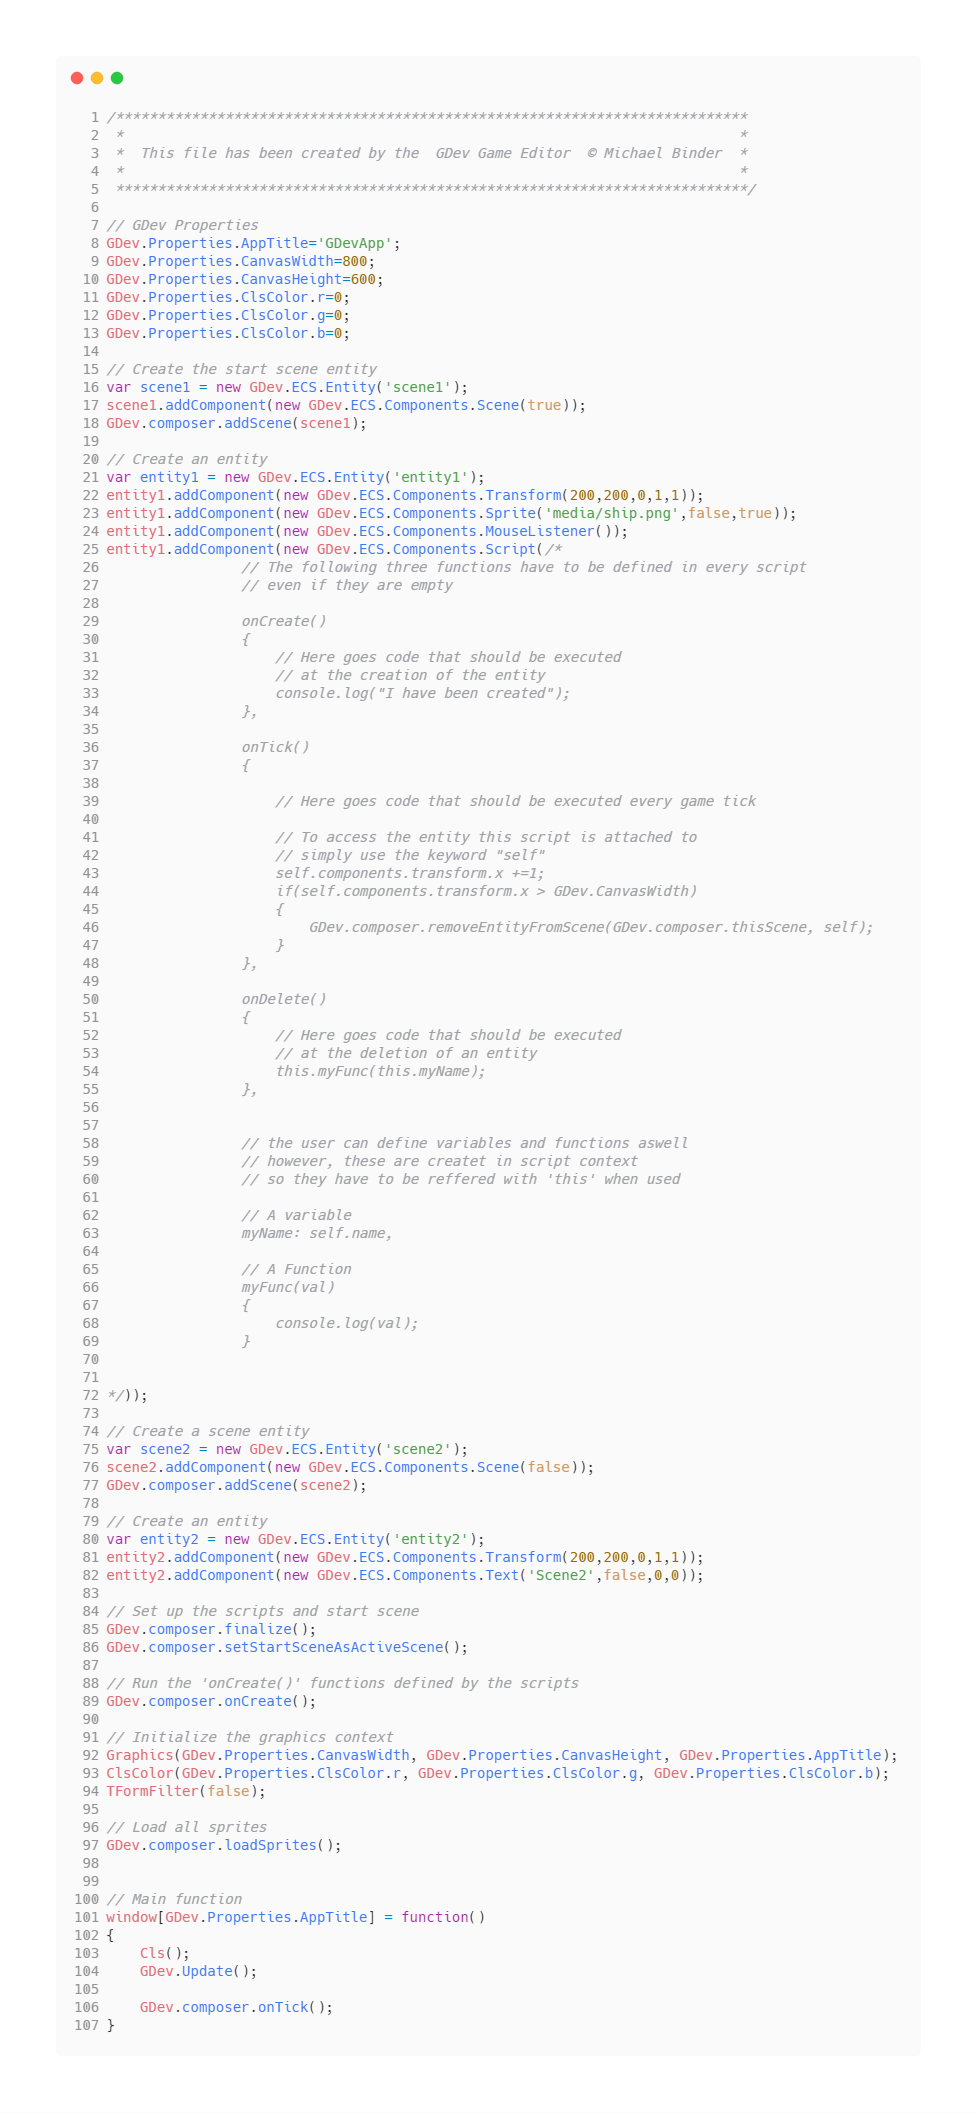 1 /***************************************************************************
2  *                                                                         *
3  *  This file has been created by the  GDev Game Editor  © Michael Binder  *
4  *                                                                         *
5  ***************************************************************************/
6
7 // GDev Properties
8 GDev.Properties.AppTitle='GDevApp';
9 GDev.Properties.CanvasWidth=800;
10 GDev.Properties.CanvasHeight=600;
11 GDev.Properties.ClsColor.r=0;
12 GDev.Properties.ClsColor.g=0;
13 GDev.Properties.ClsColor.b=0;
14
15 // Create the start scene entity
16 var scene1 = new GDev.ECS.Entity('scene1');
17 scene1.addComponent(new GDev.ECS.Components.Scene(true));
18 GDev.composer.addScene(scene1);
19
20 // Create an entity
21 var entity1 = new GDev.ECS.Entity('entity1');
22 entity1.addComponent(new GDev.ECS.Components.Transform(200,200,0,1,1));
23 entity1.addComponent(new GDev.ECS.Components.Sprite('media/ship.png',false,true));
24 entity1.addComponent(new GDev.ECS.Components.MouseListener());
25 entity1.addComponent(new GDev.ECS.Components.Script(/*
26                 // The following three functions have to be defined in every script
27                 // even if they are empty
28
29                 onCreate()
30                 {
31                     // Here goes code that should be executed
32                     // at the creation of the entity
33                     console.log("I have been created");
34                 },
35
36                 onTick()
37                 {
38
39                     // Here goes code that should be executed every game tick
40
41                     // To access the entity this script is attached to
42                     // simply use the keyword "self"
43                     self.components.transform.x +=1;
44                     if(self.components.transform.x > GDev.CanvasWidth)
45                     {
46                         GDev.composer.removeEntityFromScene(GDev.composer.thisScene, self);
47                     }
48                 },
49
50                 onDelete()
51                 {
52                     // Here goes code that should be executed
53                     // at the deletion of an entity
54                     this.myFunc(this.myName);
55                 },
56
57
58                 // the user can define variables and functions aswell
59                 // however, these are createt in script context
60                 // so they have to be reffered with 'this' when used
61
62                 // A variable
63                 myName: self.name,
64
65                 // A Function
66                 myFunc(val)
67                 {
68                     console.log(val);
69                 }
70
71
72 */));
73
74 // Create a scene entity
75 var scene2 = new GDev.ECS.Entity('scene2');
76 scene2.addComponent(new GDev.ECS.Components.Scene(false));
77 GDev.composer.addScene(scene2);
78
79 // Create an entity
80 var entity2 = new GDev.ECS.Entity('entity2');
81 entity2.addComponent(new GDev.ECS.Components.Transform(200,200,0,1,1));
82 entity2.addComponent(new GDev.ECS.Components.Text('Scene2',false,0,0));
83
84 // Set up the scripts and start scene
85 GDev.composer.finalize();
86 GDev.composer.setStartSceneAsActiveScene();
87
88 // Run the 'onCreate()' functions defined by the scripts
89 GDev.composer.onCreate();
90
91 // Initialize the graphics context
92 Graphics(GDev.Properties.CanvasWidth, GDev.Properties.CanvasHeight, GDev.Properties.AppTitle);
93 ClsColor(GDev.Properties.ClsColor.r, GDev.Properties.ClsColor.g, GDev.Properties.ClsColor.b);
94 TFormFilter(false);
95
96 // Load all sprites
97 GDev.composer.loadSprites();
98
99
100 // Main function
101 window[GDev.Properties.AppTitle] = function()
102 {
103     Cls();
104     GDev.Update();
105
106     GDev.composer.onTick();
107 }